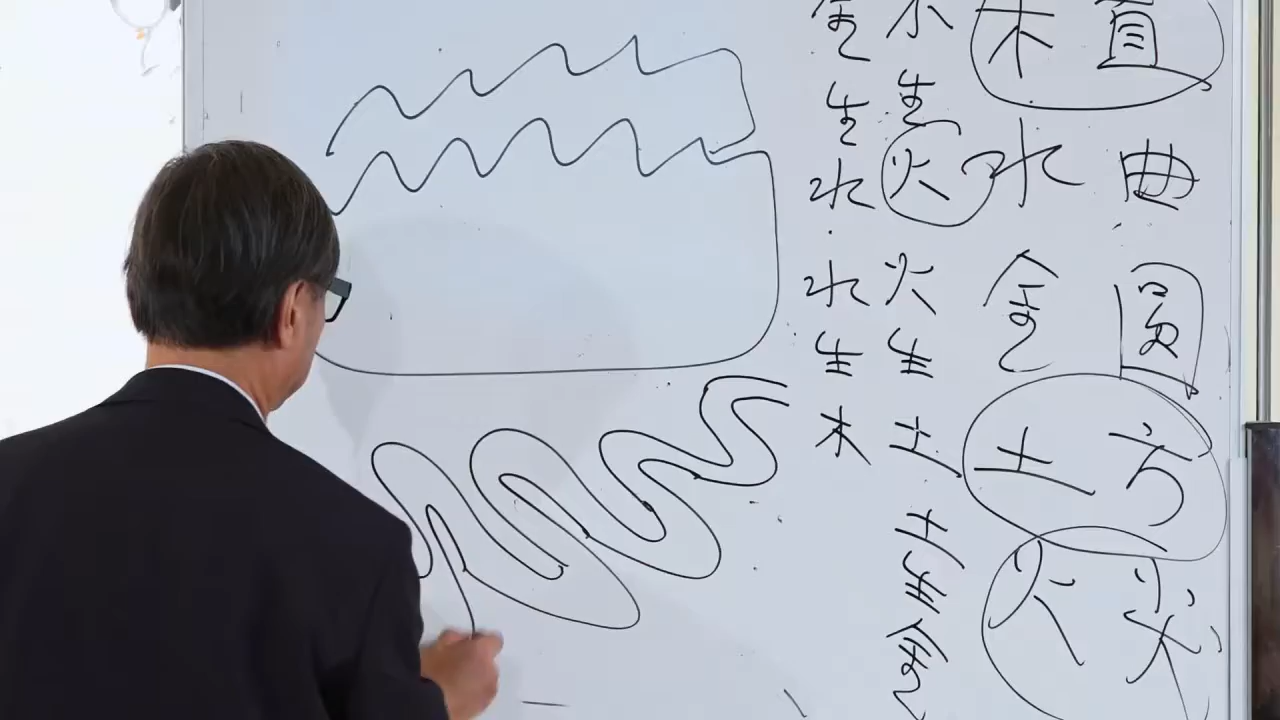 木直
水曲
金圆
土方
火尖
木生火
火生土
土生金
金生水
水生木